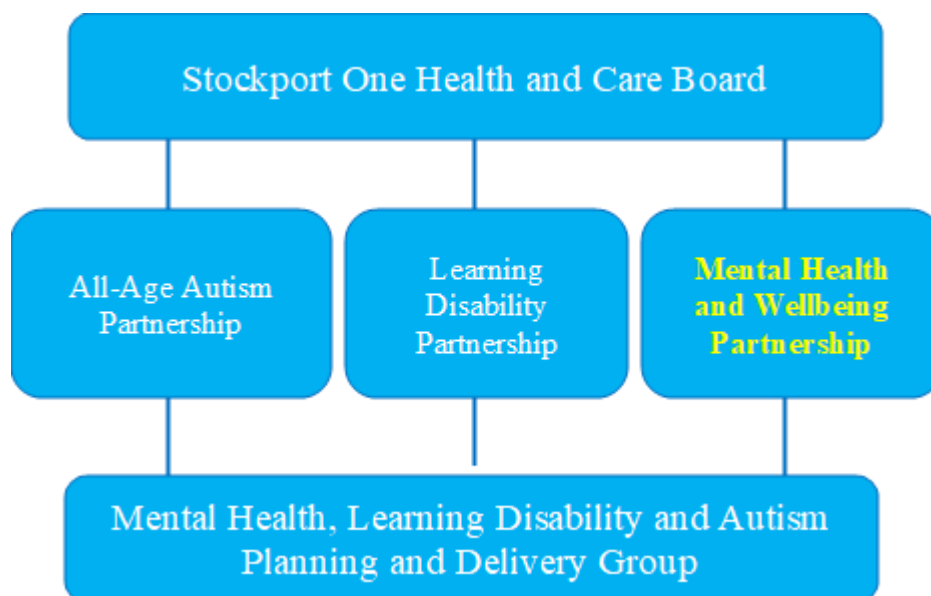 Stockport One Health and Care Board
All-Age Autism
Partnership
Learning
Disability
Partnership
Mental Health
and Wellbeing
Partnership
Mental Health, Learning Disability and Autism
Planning and Delivery Group